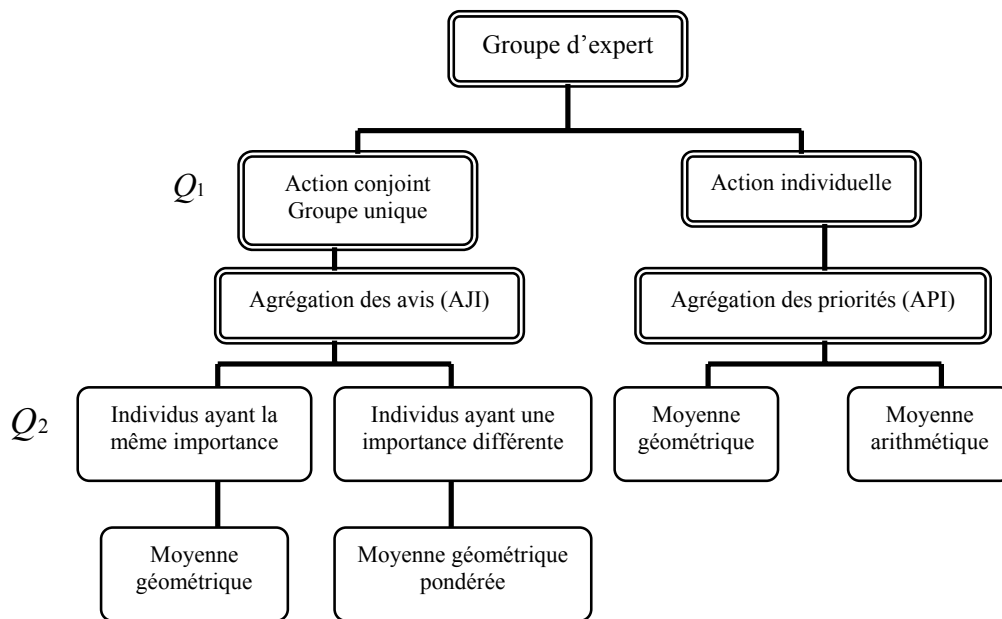 Groupe d’expert
Q1
Action conjoint
Groupe unique
Action individuelle
Agrégation des avis (AJI)
Agrégation des priorités (API)
Q2
Individus ayant la
même importance
Individus ayant une
importance différente
Moyenne
géométrique
Moyenne
arithmétique
Moyenne
géométrique
Moyenne géométrique
pondérée